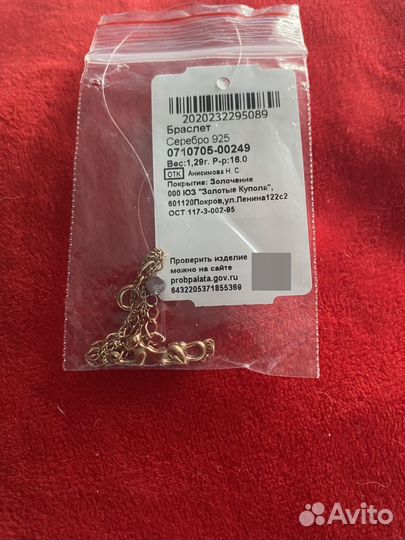 2020232295089
Браслет
Серебро 925
0710705-00249
Вес:1,29г. Р-р:16.0
ОТК Анисимова Н. С
Покрытие: Золочение
ООО ЮЗ "Золотые Купола",
601120Покров,ул.Ленина122с2
ОСТ 117-3-002-95
Проверить изделие
можно на сайте
probpalata.gov.ru
6432205371855369
Avito